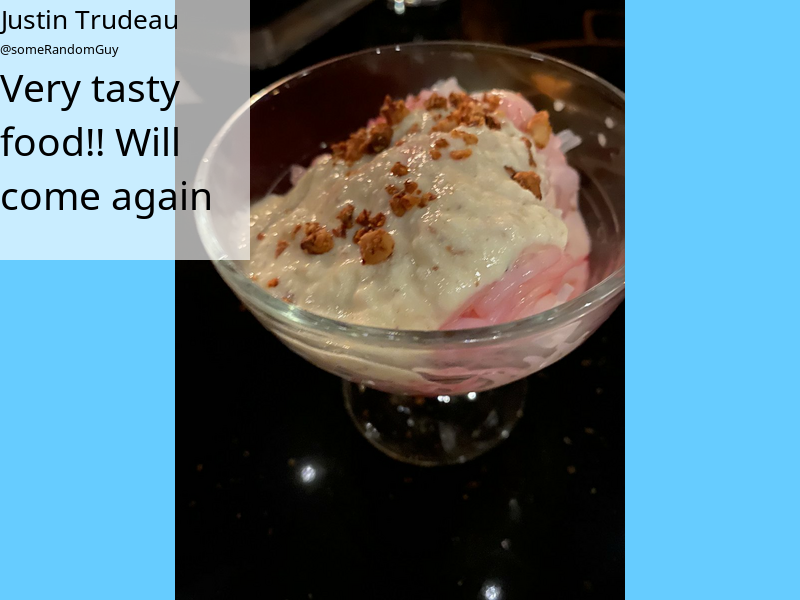 Justin Trudeau
@someRandomGuy
Very tasty
food!! Will
come again